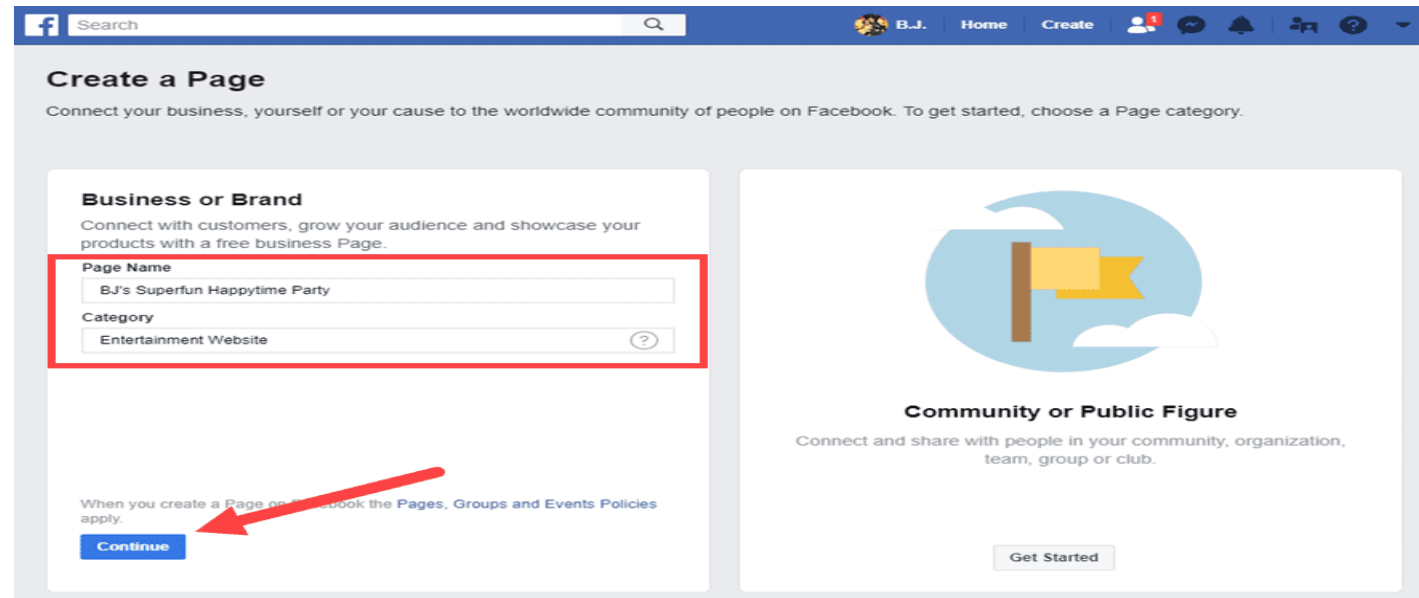 f Search B.J. Home Create 1
Create a Page
Connect your business, yourself or your cause to the worldwide community of people on Facebook. To get started, choose a Page category.
Business or Brand
Connect with customers, grow your audience and showcase your
products with a free business Page.
Page Name
BJ's Superfun Happytime Party
Category
Entertainment Website ?
When you create a Page on Facebook the Pages, Groups and Events Policies
apply.
Continue
Community or Public Figure
Connect and share with people in your community, organization,
team, group or club.
Get Started